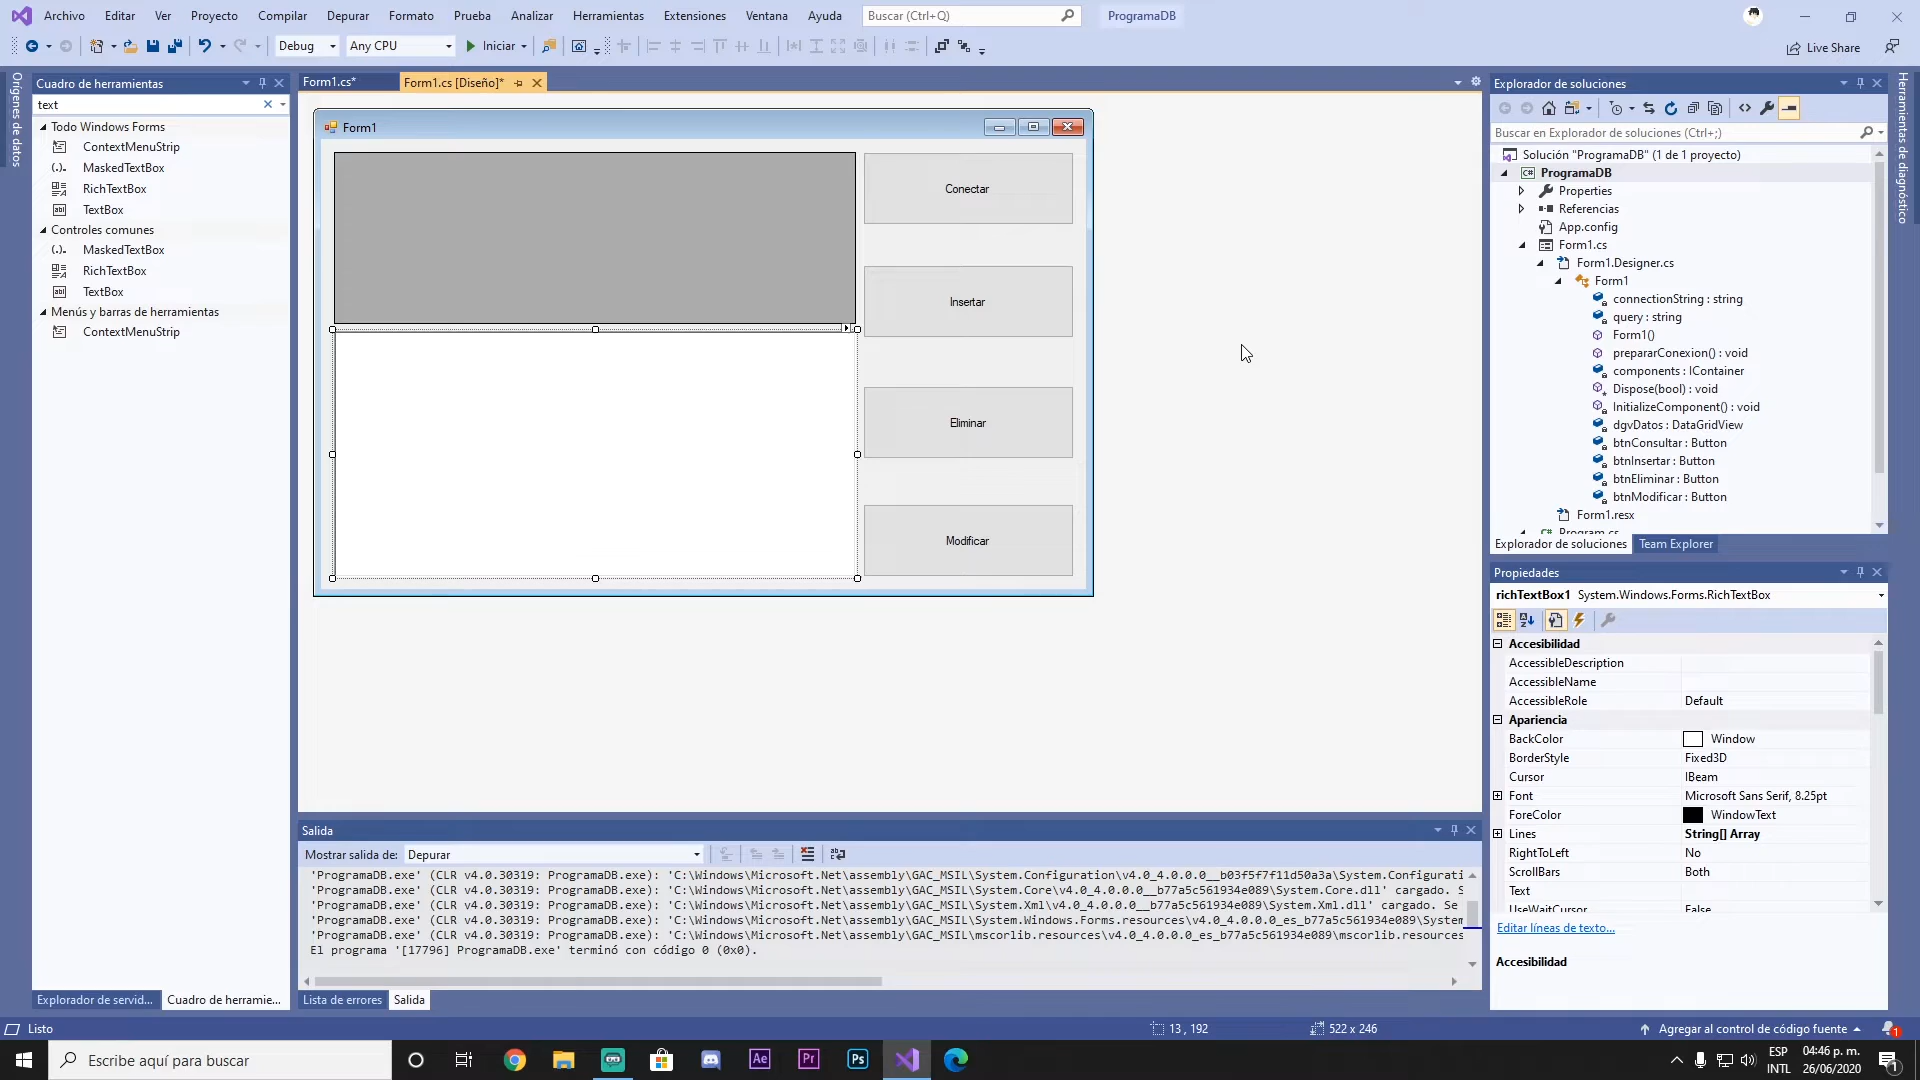 Archivo Editar Ver Proyecto Compilar Depurar Formato Prueba Analizar Herramientas Extensiones Ventana Ayuda Buscar (Ctrl+Q) ProgramaDB
Debug Any CPU Iniciar Live Share
Orígenes de datos
Cuadro de herramientas
text
Todo Windows Forms
ContextMenuStrip
MaskedTextBox
RichTextBox
TextBox
Controles comunes
MaskedTextBox
RichTextBox
TextBox
Menús y barras de herramientas
ContextMenuStrip
Explorador de servid... Cuadro de herramie...
Form1.cs* Form1.cs [Diseño]*
Form1
Conectar
Insertar
Eliminar
Modificar
Salida
Mostrar salida de: Depurar
'ProgramaDB.exe' (CLR v4.0.30319: ProgramaDB.exe): 'C:\Windows\Microsoft.Net\assembly\GAC_MSIL\System.Configuration\v4.0_4.0.0.0__b03f5f7f11d50a3a\System.Configurati
'ProgramaDB.exe' (CLR v4.0.30319: ProgramaDB.exe): 'C:\Windows\Microsoft.Net\assembly\GAC_MSIL\System.Core\v4.0_4.0.0.0__b77a5c561934e089\System.Core.dll' cargado. S
'ProgramaDB.exe' (CLR v4.0.30319: ProgramaDB.exe): 'C:\Windows\Microsoft.Net\assembly\GAC_MSIL\System.Xml\v4.0_4.0.0.0__b77a5c561934e089\System.Xml.dll' cargado. Se
'ProgramaDB.exe' (CLR v4.0.30319: ProgramaDB.exe): 'C:\Windows\Microsoft.Net\assembly\GAC_MSIL\System.Windows.Forms.resources\v4.0_4.0.0.0_es_b77a5c561934e089\System
'ProgramaDB.exe' (CLR v4.0.30319: ProgramaDB.exe): 'C:\Windows\Microsoft.Net\assembly\GAC_MSIL\mscorlib.resources\v4.0_4.0.0.0_es_b77a5c561934e089\mscorlib.resources
El programa '[17796] ProgramaDB.exe' terminó con código 0 (0x0).
Lista de errores Salida
Explorador de soluciones
Buscar en Explorador de soluciones (Ctrl+;)
Solución "ProgramaDB" (1 de 1 proyecto)
ProgramaDB
Properties
Referencias
App.config
Form1.cs
Form1.Designer.cs
Form1
connectionString : string
query : string
Form1()
prepararConexion() : void
components : IContainer
Dispose(bool) : void
InitializeComponent() : void
dgvDatos : DataGridView
btnConsultar : Button
btnInsertar : Button
btnEliminar : Button
btnModificar : Button
Form1.resx
Program.cs
Explorador de soluciones Team Explorer
Herramientas de diagnóstico
Propiedades
richTextBox1 System.Windows.Forms.RichTextBox
Accesibilidad
AccessibleDescription
AccessibleName
AccessibleRole Default
Apariencia
BackColor Window
BorderStyle Fixed3D
Cursor IBeam
Font Microsoft Sans Serif, 8.25pt
ForeColor WindowText
Lines String[] Array
RightToLeft No
ScrollBars Both
Text
UseWaitCursor False
Editar líneas de texto...
Accesibilidad
Listo 13 , 192 522 x 246 Agregar al control de código fuente 1
Escribe aquí para buscar Ae Pr Ps ESP INTL 04:46 p. m. 26/06/2020 1